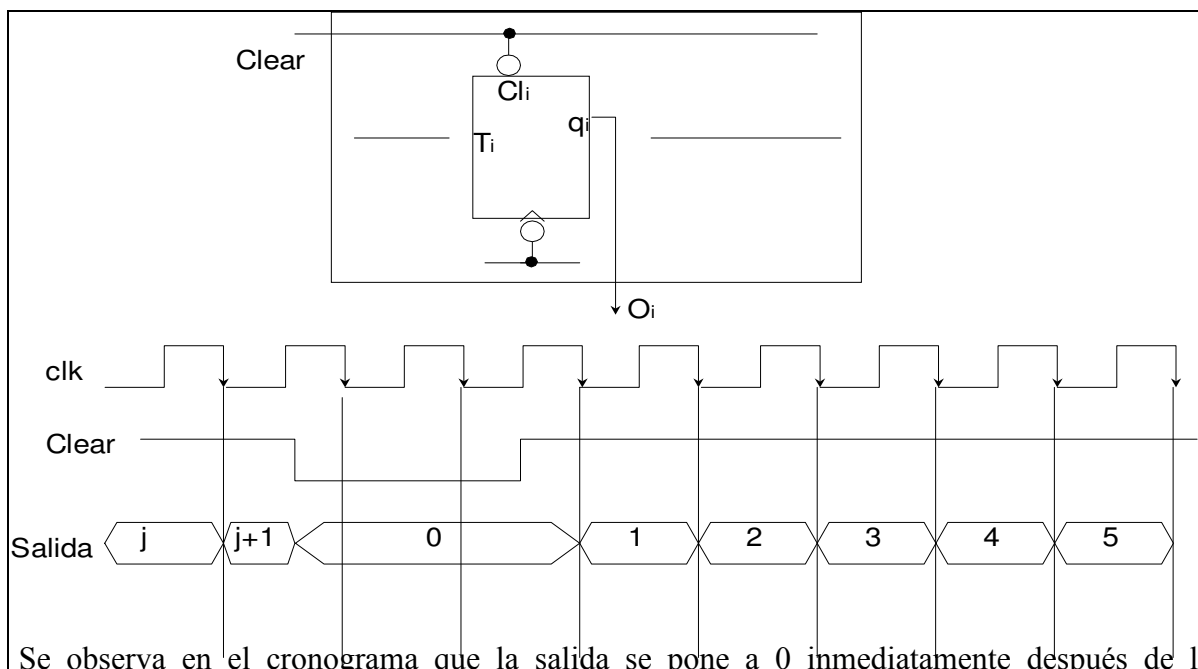 Clear
Cli
Ti
qi
Oi
clk
Clear
Salida
j
j+1
0
1
2
3
4
5
Se observa en el cronograma que la salida se pone a 0 inmediatamente después de